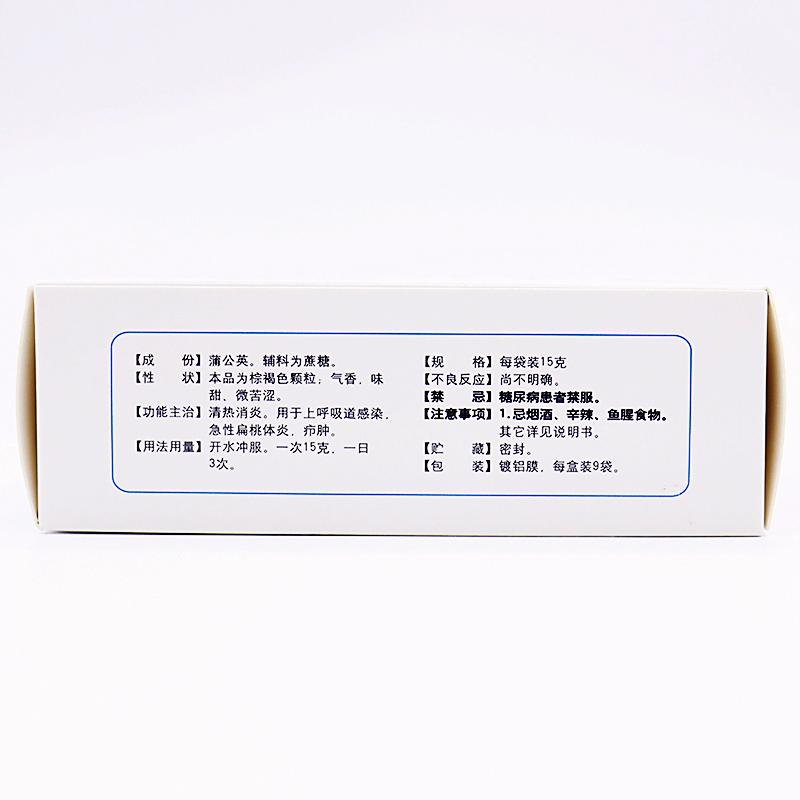 【成 份】蒲公英。辅料为蔗糖。
【性 状】本品为棕褐色颗粒；气香，味
甜、微苦涩。
【功能主治】清热消炎。用于上呼吸道感染，
急性扁桃体炎，疖肿。
【用法用量】开水冲服。一次15克，一日
3次。
【规 格】每袋装15克
【不良反应】尚不明确。
【禁 忌】糖尿病患者禁服。
【注意事项】1.忌烟酒、辛辣、鱼腥食物。
其它详见说明书。
【贮 藏】密封。
【包 装】镀铝膜，每盒装9袋。